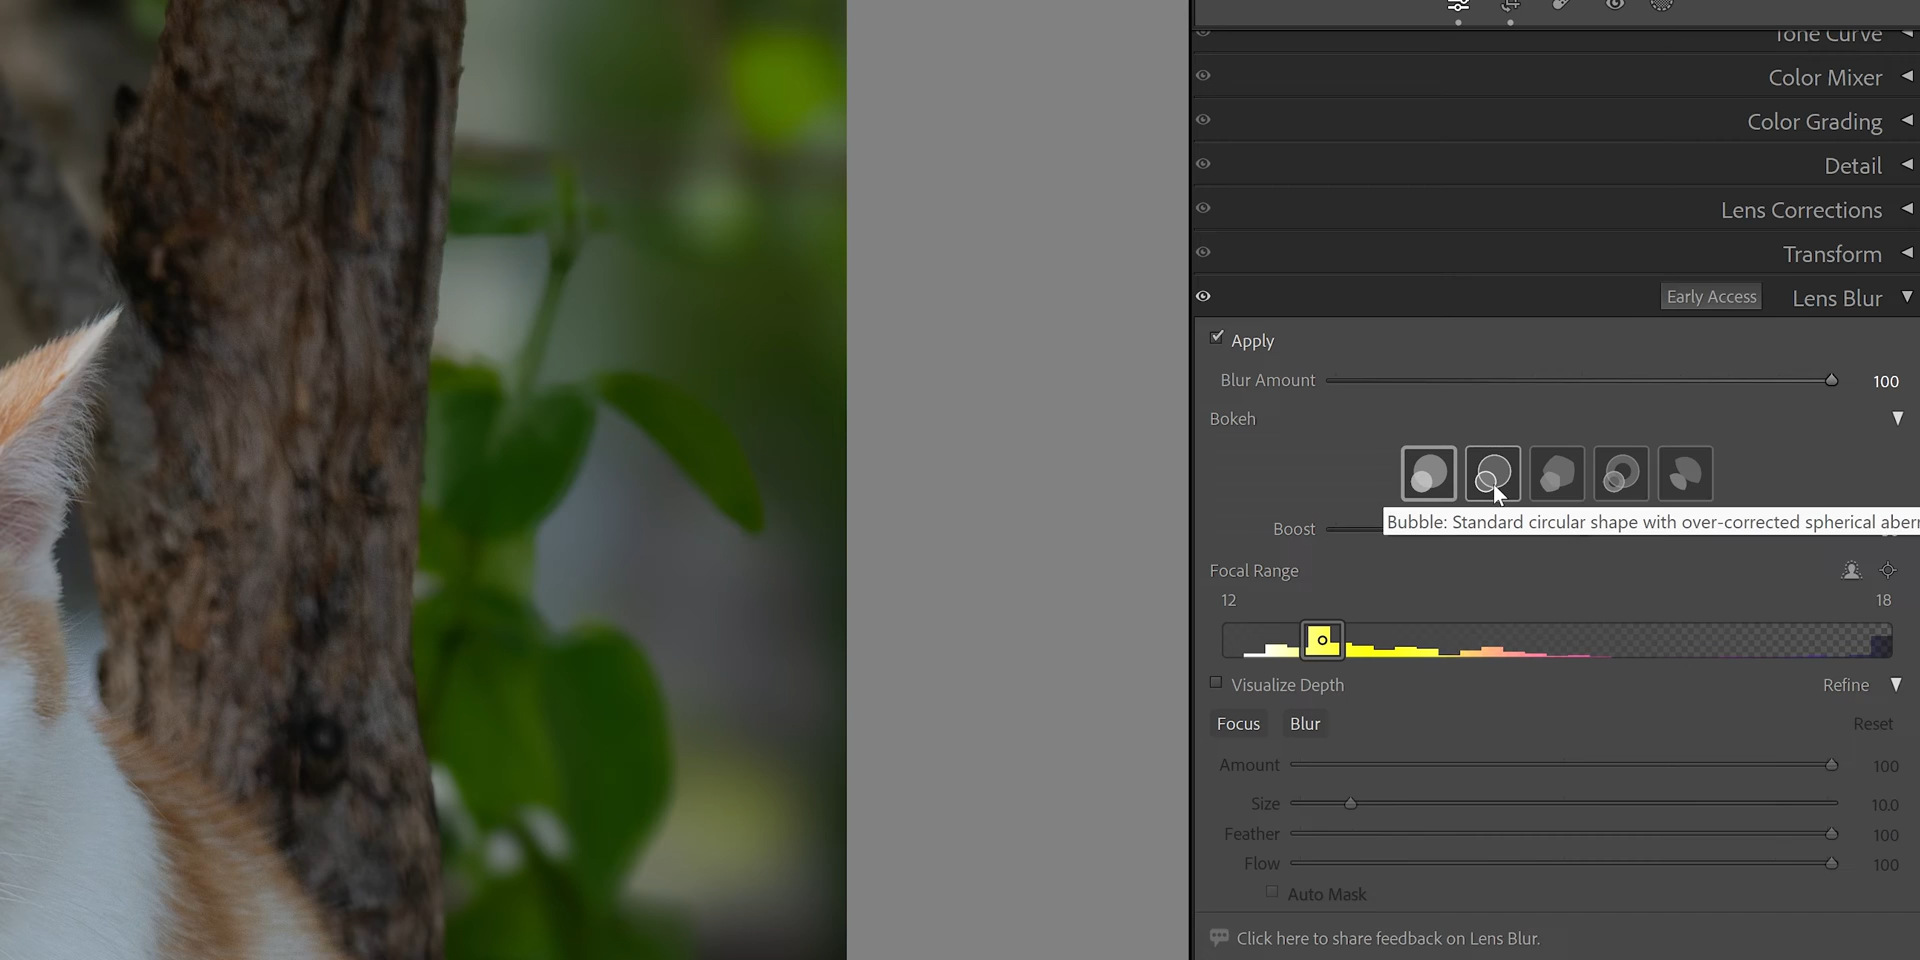 Tone Curve
Color Mixer
Color Grading
Detail
Lens Corrections
Transform
Early Access Lens Blur
Apply
Blur Amount 100
Bokeh
Bubble: Standard circular shape with over-corrected spherical aberr
Boost
Focal Range
12 18
Visualize Depth Refine
Focus Blur Reset
Amount 100
Size 10.0
Feather 100
Flow 100
Auto Mask
Click here to share feedback on Lens Blur.